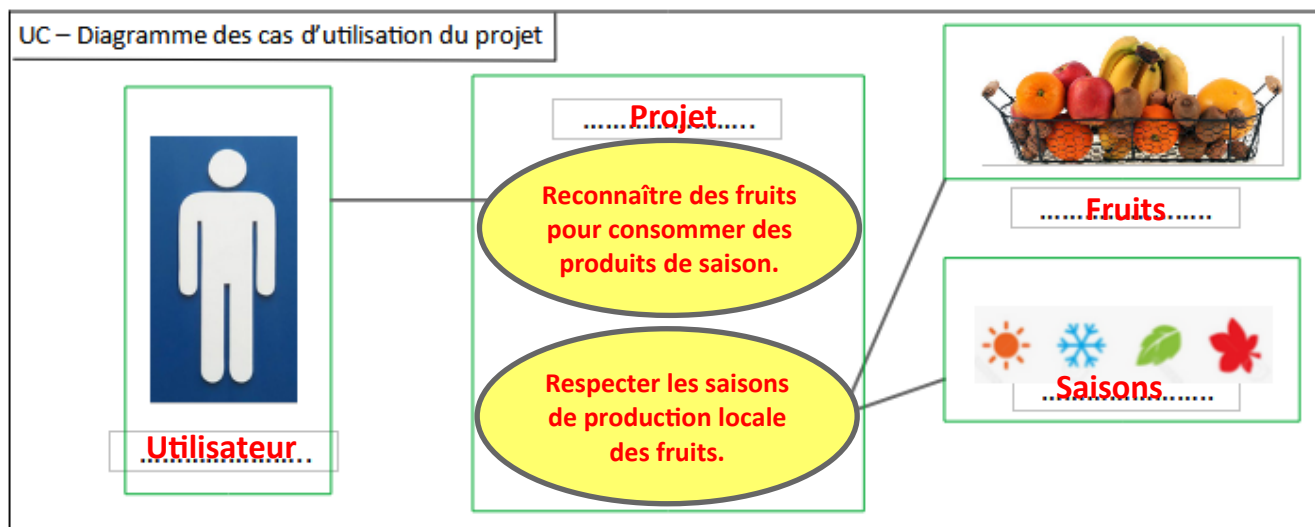 UC – Diagramme des cas d'utilisation du projet
Projet
Reconnaître des fruits
pour consommer des
produits de saison.
Fruits
Respecter les saisons
de production locale
des fruits.
Saisons
Utilisateur